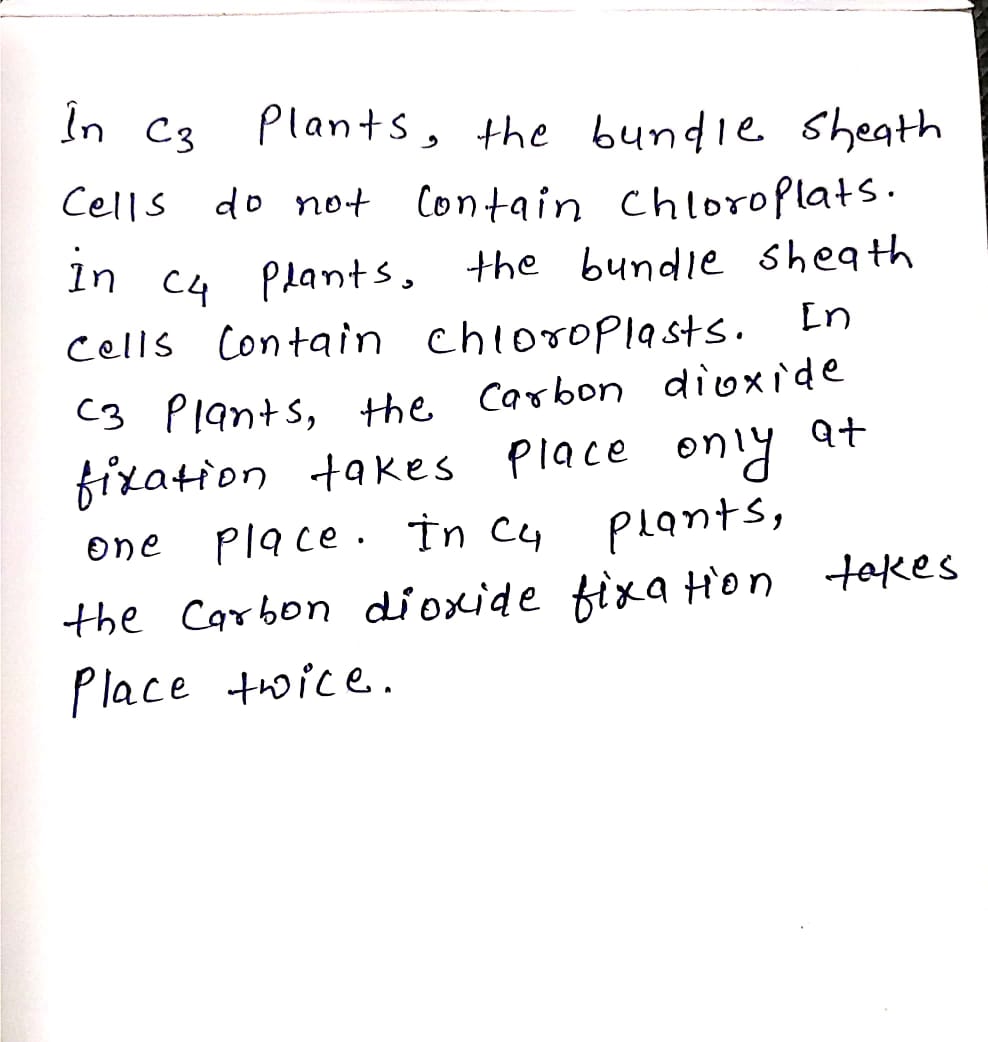 In C3 Plants, the bundle sheath
Cells do not Contain Chloroplats.
in C4 Plants, the bundle sheath
Cells Contain chloroplasts. In
C3 Plants, the Carbon dioxide
fixation takes Place only at
one place. In C4 Plants,
the Carbon dioxide fixation takes
Place twice.